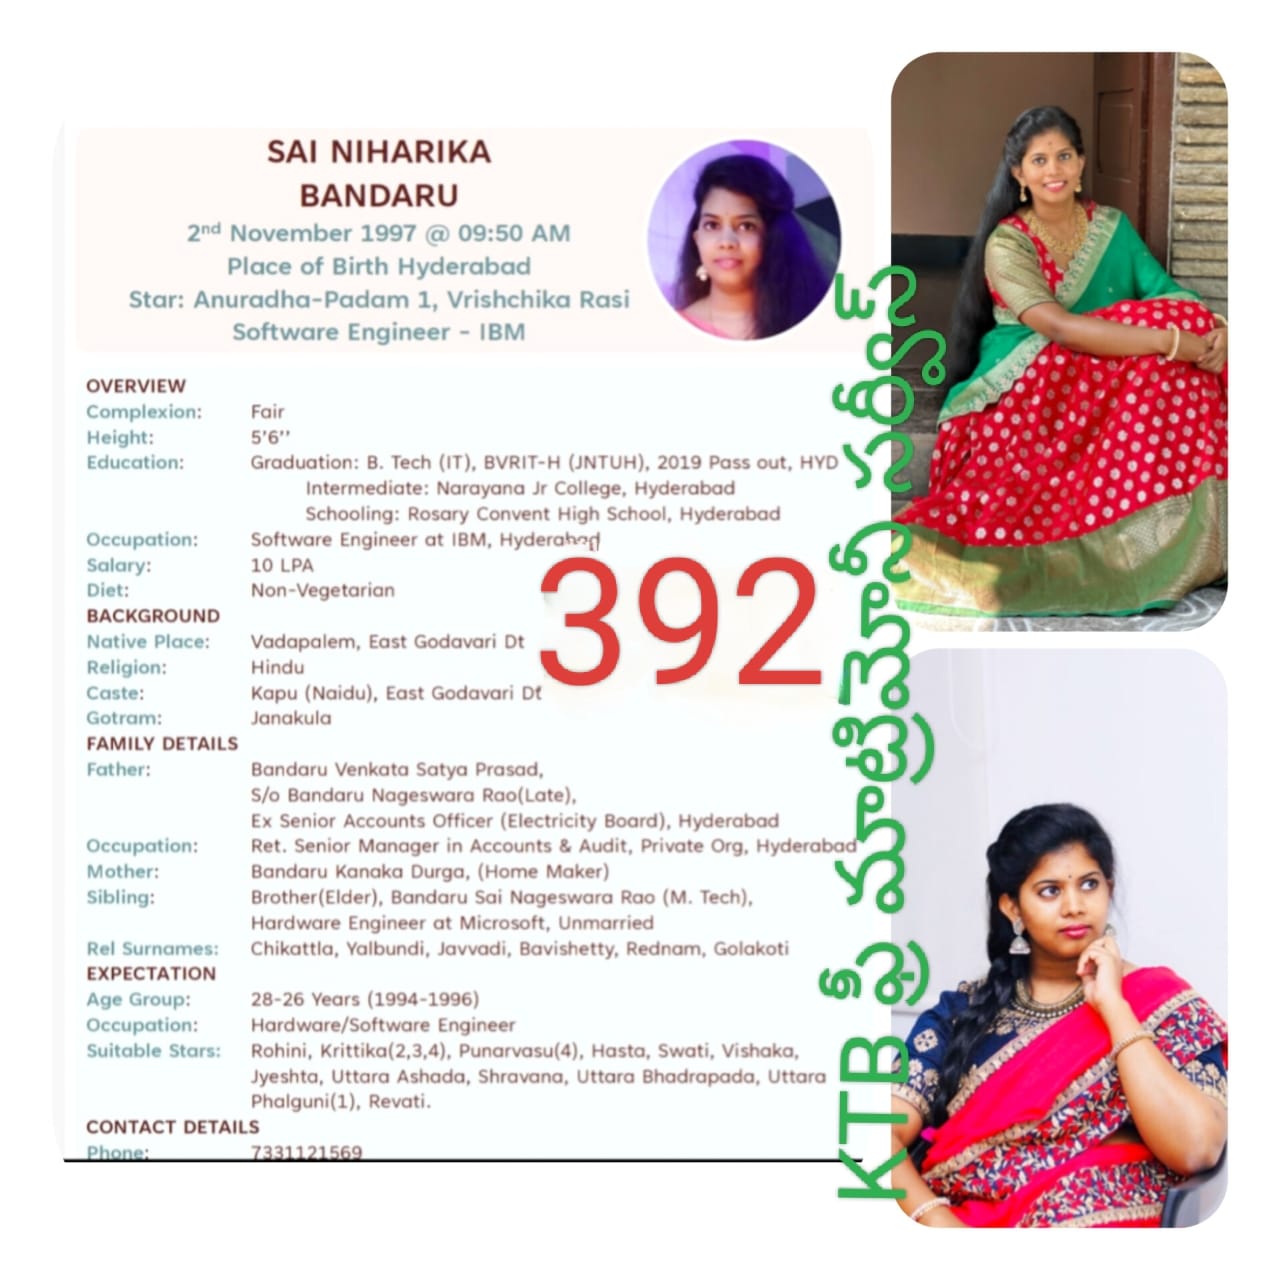 SAI NIHARIKA
BANDARU
2nd November 1997 @ 09:50 AM
Place of Birth Hyderabad
Star: Anuradha-Padam 1, Vrishchika Rasi
Software Engineer - IBM
OVERVIEW
Complexion: Fair
Height: 5'6''
Education: Graduation: B. Tech (IT), BVRIT-H (JNTUH), 2019 Pass out, HYD
Intermediate: Narayana Jr College, Hyderabad
Schooling: Rosary Convent High School, Hyderabad
Occupation: Software Engineer at IBM, Hyderabad
Salary: 10 LPA
Diet: Non-Vegetarian
BACKGROUND
Native Place: Vadapalem, East Godavari Dt
Religion: Hindu
Caste: Kapu (Naidu), East Godavari Dt
Gotram: Janakula
392
FAMILY DETAILS
Father: Bandaru Venkata Satya Prasad,
S/o Bandaru Nageswara Rao(Late),
Ex Senior Accounts Officer (Electricity Board), Hyderabad
Occupation: Ret. Senior Manager in Accounts & Audit, Private Org, Hyderabad
Mother: Bandaru Kanaka Durga, (Home Maker)
Sibling: Brother(Elder), Bandaru Sai Nageswara Rao (M. Tech),
Hardware Engineer at Microsoft, Unmarried
Rel Surnames: Chikattla, Yalbundi, Javvadi, Bavishetty, Rednam, Golakoti
EXPECTATION
Age Group: 28-26 Years (1994-1996)
Occupation: Hardware/Software Engineer
Suitable Stars: Rohini, Krittika(2,3,4), Punarvasu(4), Hasta, Swati, Vishaka,
Jyeshta, Uttara Ashada, Shravana, Uttara Bhadrapada, Uttara
Phalguni(1), Revati.
CONTACT DETAILS
Phone: 7331121569
KTB ఫ్రీ మాట్రిమోనీ సర్వీస్